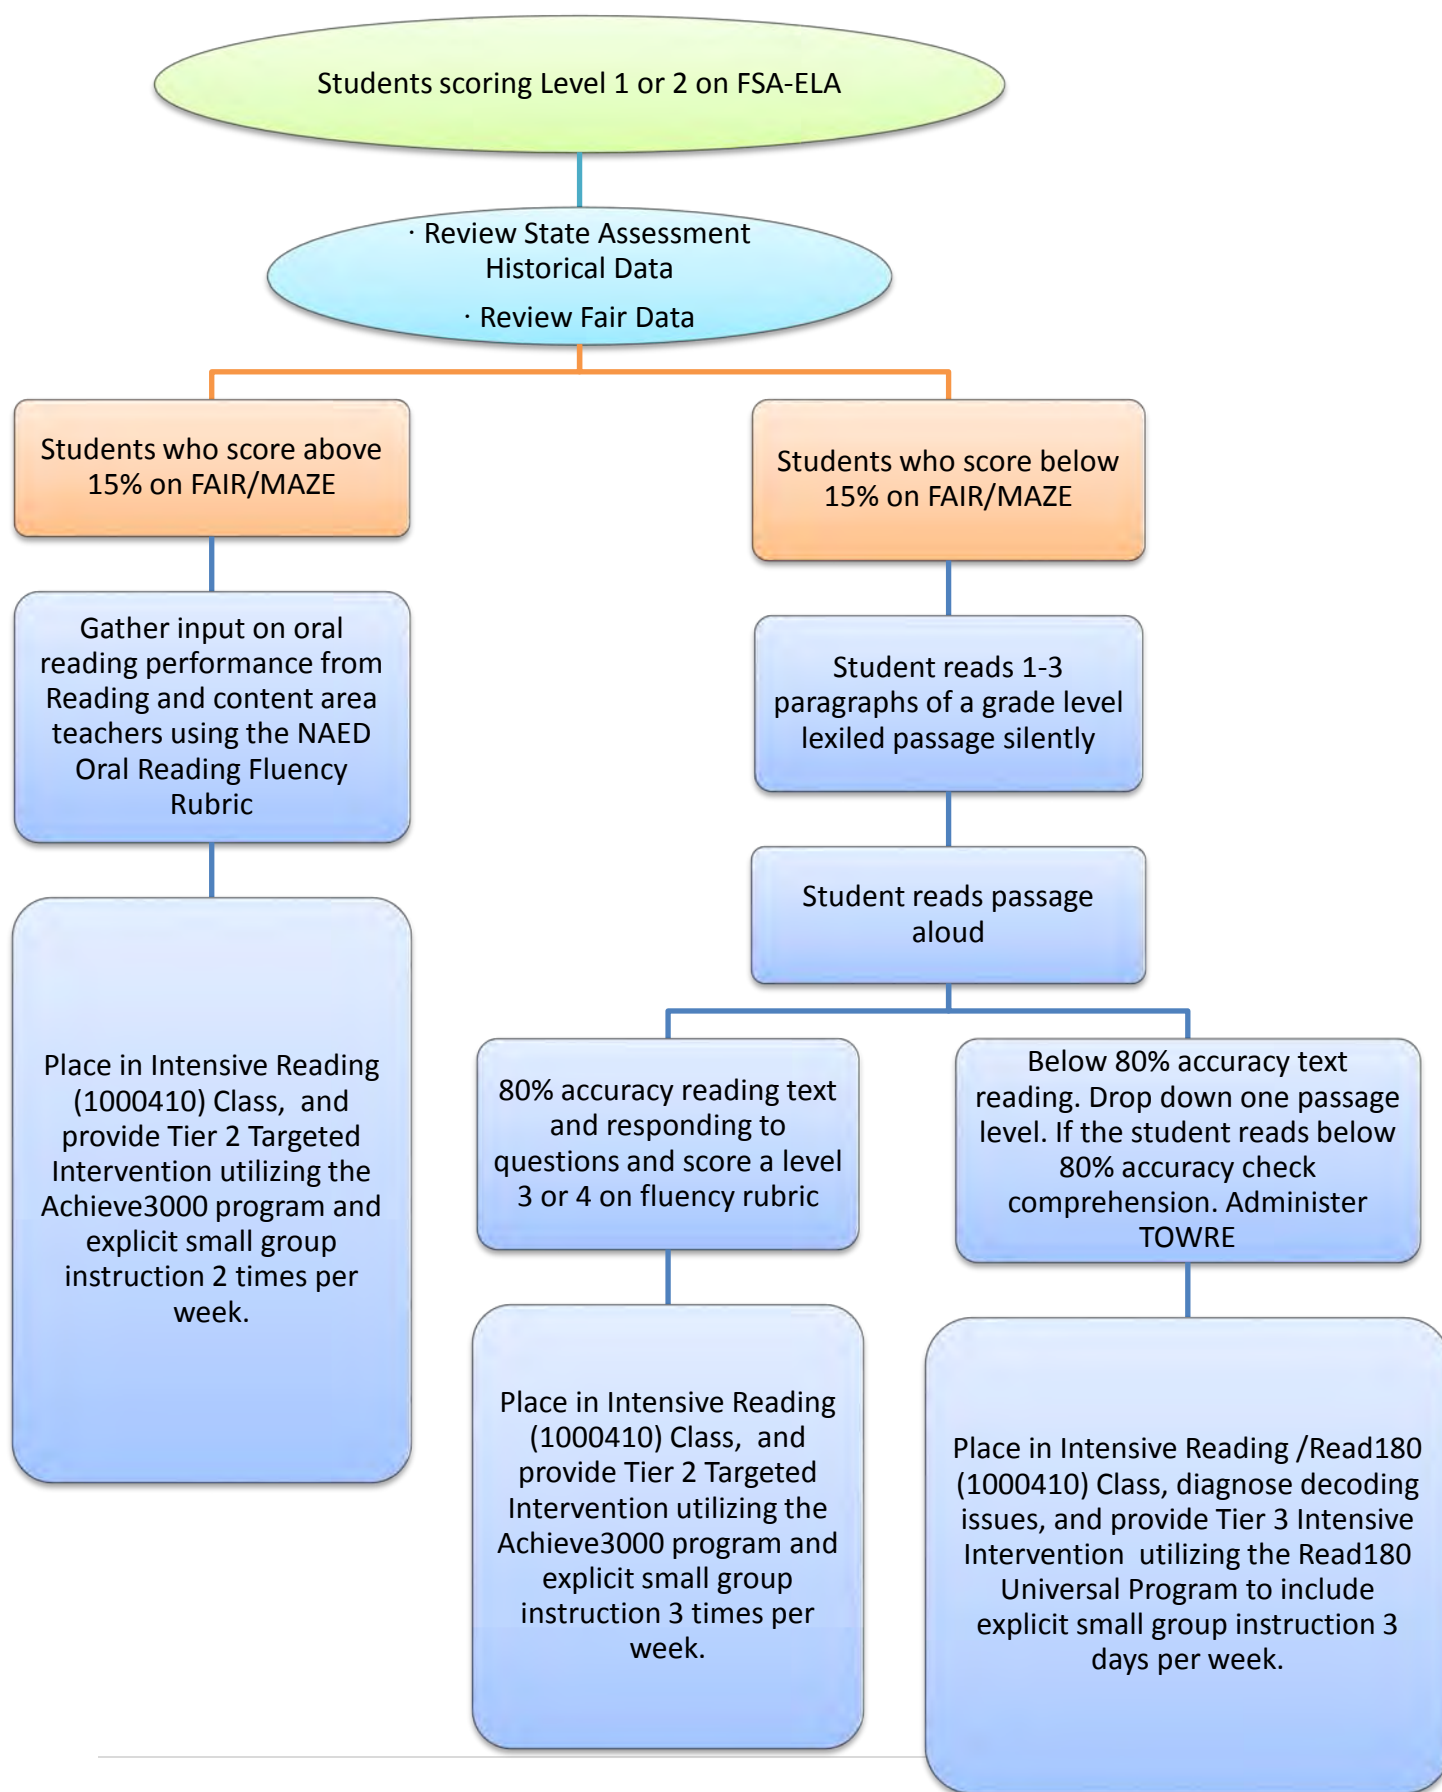 Students scoring Level 1 or 2 on FSA-ELA
· Review State Assessment
Historical Data
· Review Fair Data
Students who score above
15% on FAIR/MAZE
Students who score below
15% on FAIR/MAZE
Gather input on oral
reading performance from
Reading and content area
teachers using the NAED
Oral Reading Fluency
Rubric
Student reads 1-3
paragraphs of a grade level
lexiled passage silently
Student reads passage
aloud
Place in Intensive Reading
(1000410) Class,  and
provide Tier 2 Targeted
Intervention utilizing the
Achieve3000 program and
explicit small group
instruction 2 times per
week.
80% accuracy reading text
and responding to
questions and score a level
3 or 4 on fluency rubric
Below 80% accuracy text
reading. Drop down one passage
level. If the student reads below
80% accuracy check
comprehension. Administer
TOWRE
Place in Intensive Reading
(1000410) Class,  and
provide Tier 2 Targeted
Intervention utilizing the
Achieve3000 program and
explicit small group
instruction 3 times per
week.
Place in Intensive Reading /Read180
(1000410) Class, diagnose decoding
issues, and provide Tier 3 Intensive
Intervention  utilizing the Read180
Universal Program to include
explicit small group instruction 3
days per week.